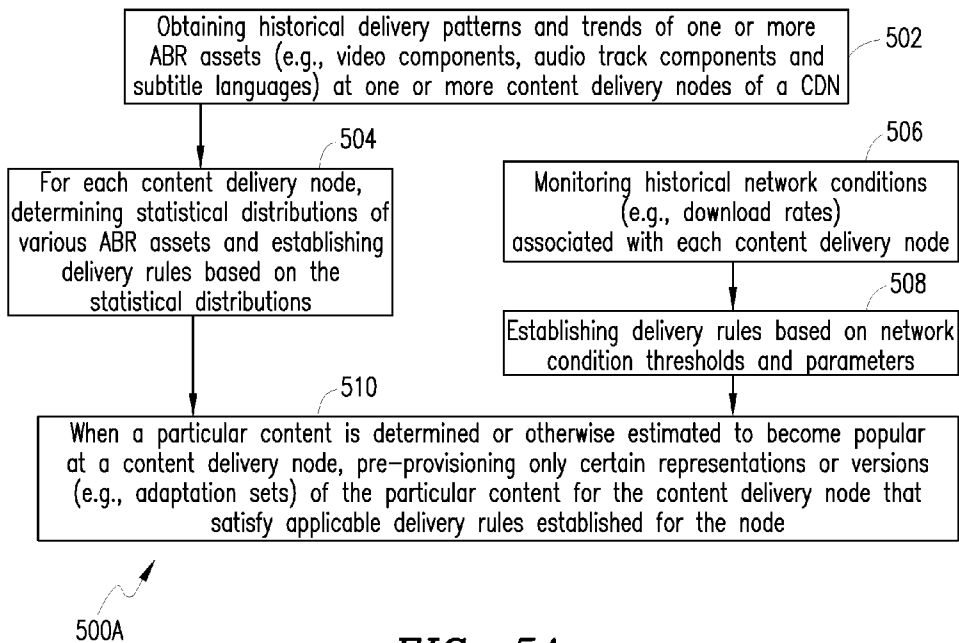 Obtaining historical delivery patterns and trends of one or more
ABR assets (e.g., video components, audio track components and
subtitle languages) at one or more content delivery nodes of a CDN
502
504
For each content delivery node,
determining statistical distributions of
various ABR assets and establishing
delivery rules based on the
statistical distributions
506
Monitoring historical network conditions
(e.g., download rates)
associated with each content delivery node
508
Establishing delivery rules based on network
condition thresholds and parameters
510
When a particular content is determined or otherwise estimated to become popular
at a content delivery node, pre-provisioning only certain representations or versions
(e.g., adaptation sets) of the particular content for the content delivery node that
satisfy applicable delivery rules established for the node
500A